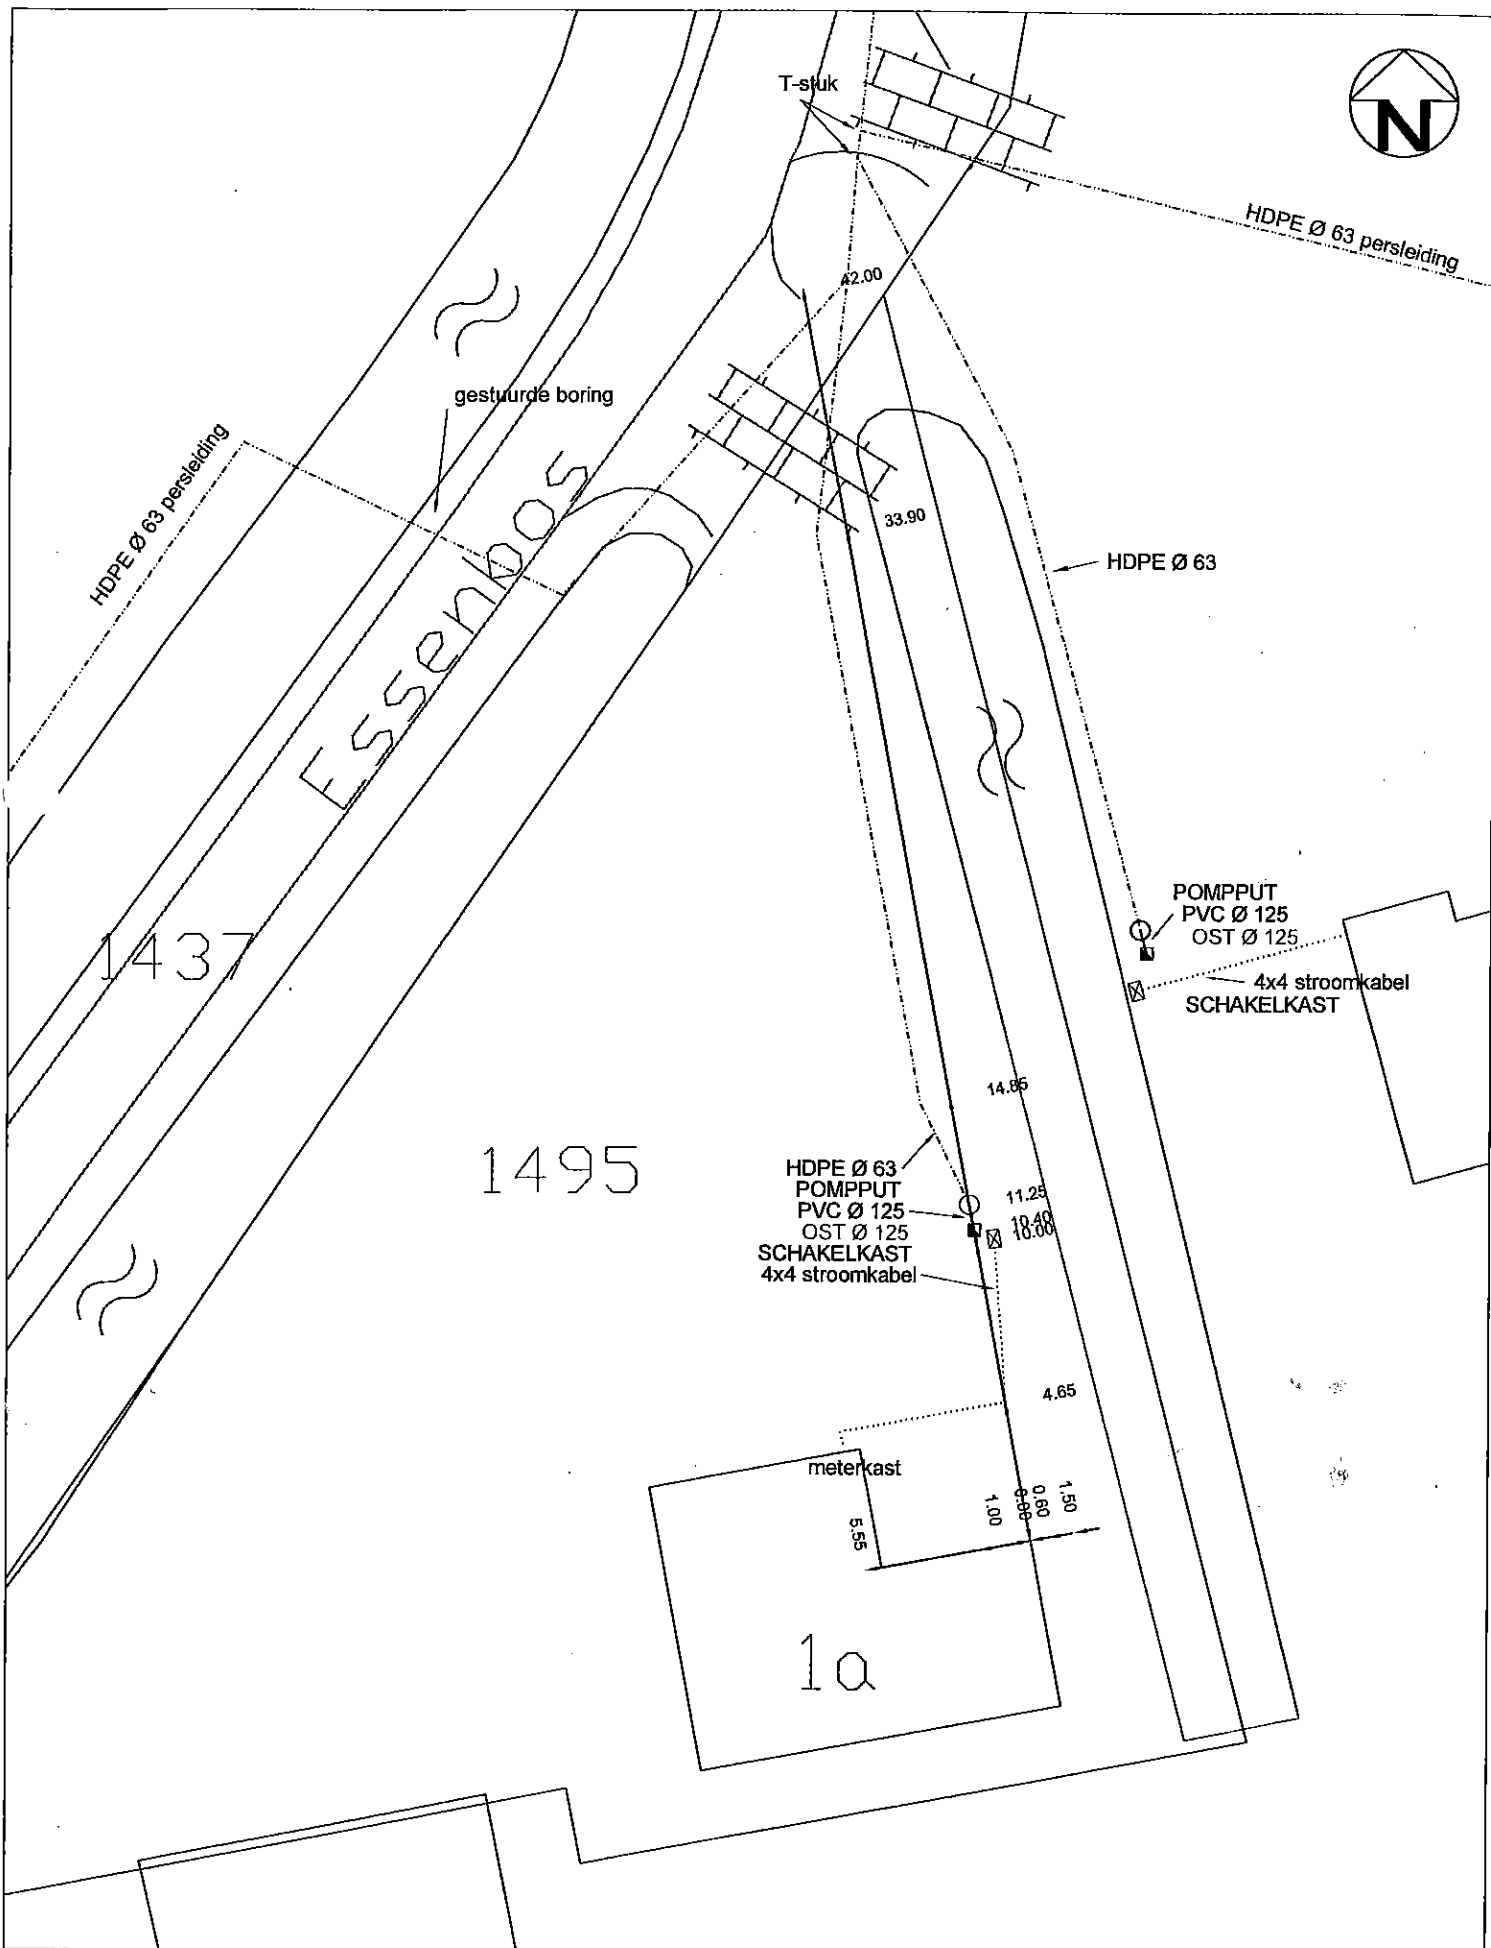 T-stuk
N
HDPE Ø 63 persleiding
42.00
gestuurde boring
HDPE Ø 63 persleiding
Essenbos
33.90
HDPE Ø 63
POMPPUT
PVC Ø 125
OST Ø 125
4x4 stroomkabel
SCHAKELKAST
1437
14.85
1495
HDPE Ø 63
POMPPUT
PVC Ø 125
OST Ø 125
SCHAKELKAST
4x4 stroomkabel
11.25
10.40
10.00
4.65
meterkast
5.55
1.00
0.00
0.60
1.50
1a